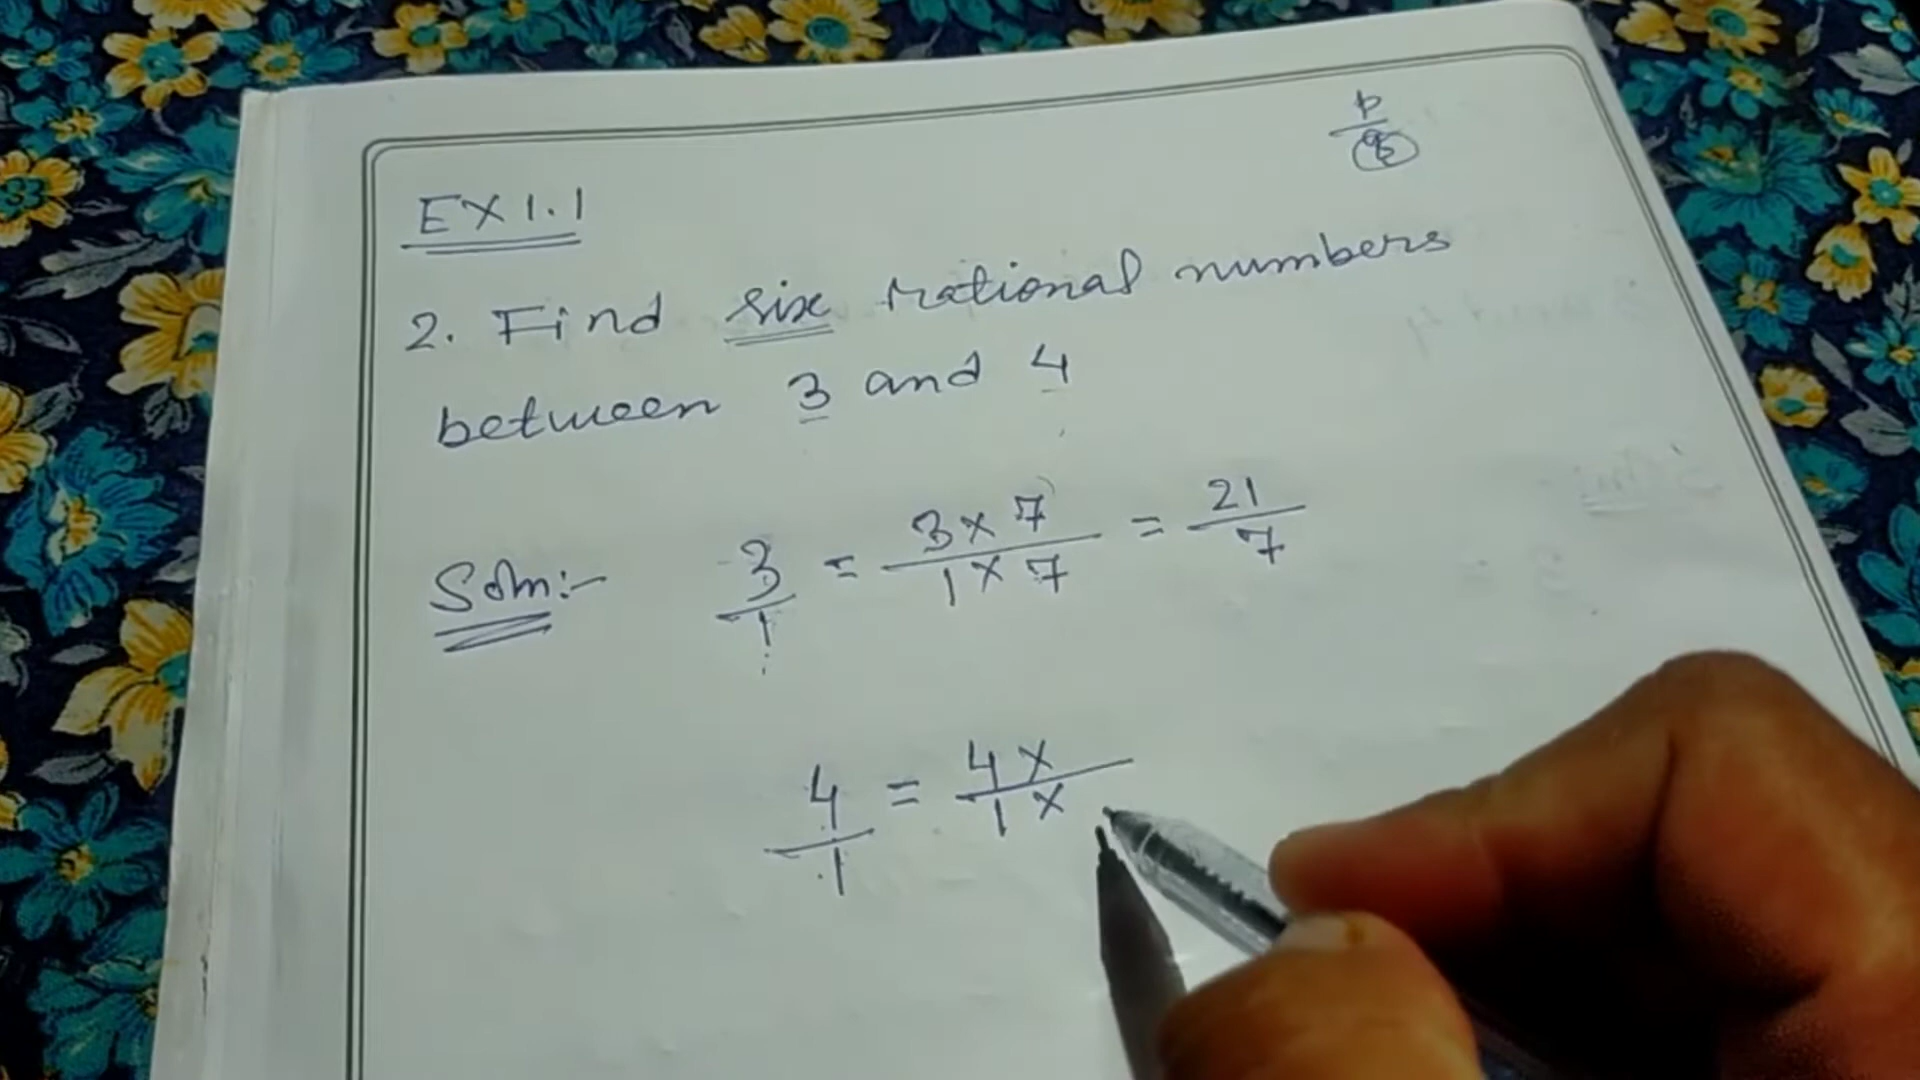 p/q
EX 1.1
2. Find six rational numbers
between 3 and 4
Soln:- 3/1 = 3×7/1×7 = 21/7
4/1 = 4×/1×